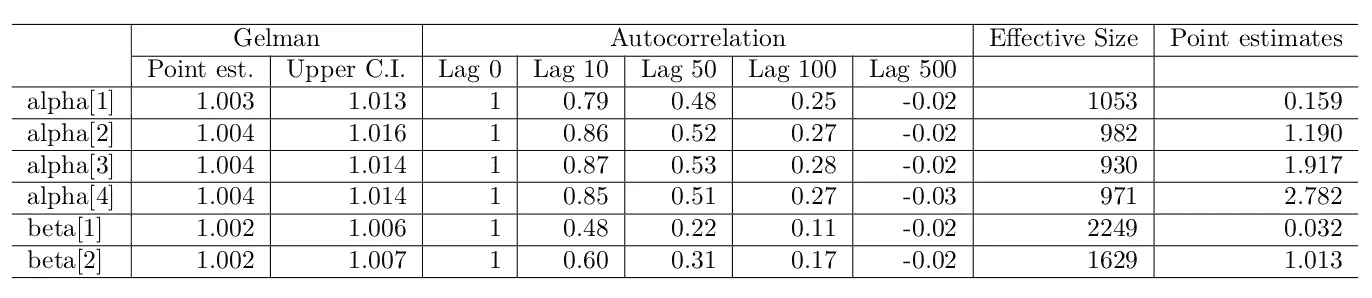 Gelman Autocorrelation Effective Size Point estimates
Point est. Upper C.I. Lag 0 Lag 10 Lag 50 Lag 100 Lag 500
alpha[1] 1.003 1.013 1 0.79 0.48 0.25 -0.02 1053 0.159
alpha[2] 1.004 1.016 1 0.86 0.52 0.27 -0.02 982 1.190
alpha[3] 1.004 1.014 1 0.87 0.53 0.28 -0.02 930 1.917
alpha[4] 1.004 1.014 1 0.85 0.51 0.27 -0.03 971 2.782
beta[1] 1.002 1.006 1 0.48 0.22 0.11 -0.02 2249 0.032
beta[2] 1.002 1.007 1 0.60 0.31 0.17 -0.02 1629 1.013